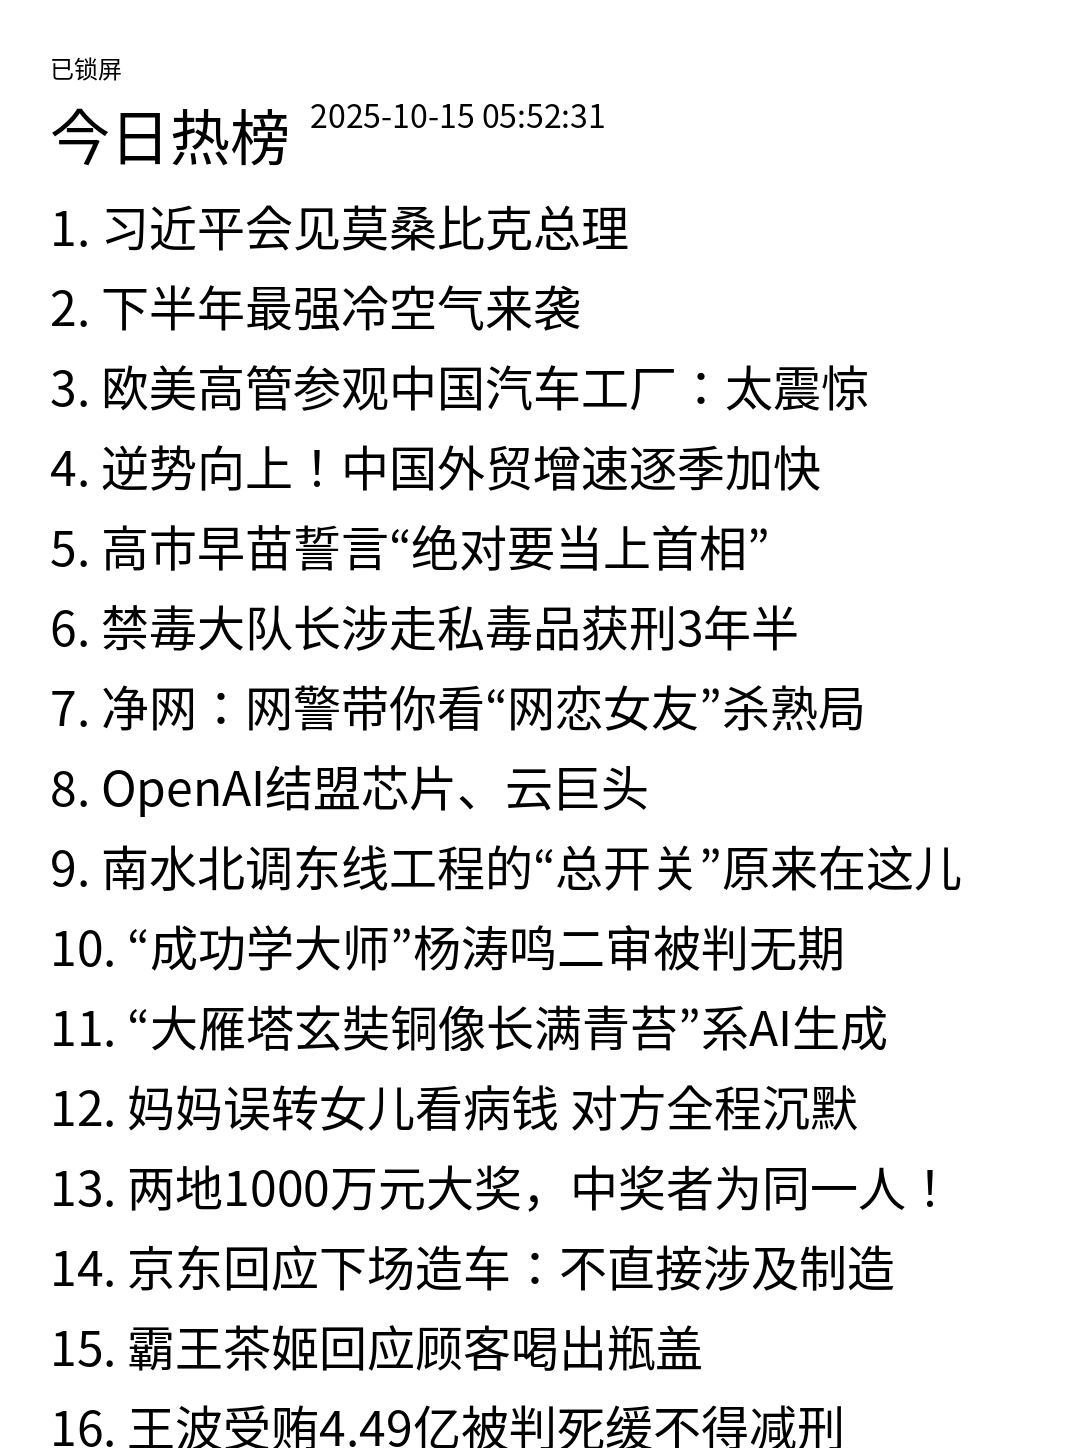 已锁屏
今日热榜 2025-10-15 05:52:31
1. 习近平会见莫桑比克总理
2. 下半年最强冷空气来袭
3. 欧美高管参观中国汽车工厂：太震惊
4. 逆势向上！中国外贸增速逐季加快
5. 高市早苗誓言“绝对要当上首相”
6. 禁毒大队长涉走私毒品获刑3年半
7. 净网：网警带你看“网恋女友”杀熟局
8. OpenAI结盟芯片、云巨头
9. 南水北调东线工程的“总开关”原来在这儿
10. “成功学大师”杨涛鸣二审被判无期
11. “大雁塔玄奘铜像长满青苔”系AI生成
12. 妈妈误转女儿看病钱 对方全程沉默
13. 两地1000万元大奖，中奖者为同一人！
14. 京东回应下场造车：不直接涉及制造
15. 霸王茶姬回应顾客喝出瓶盖
16. 王波受贿4.49亿被判死缓不得减刑